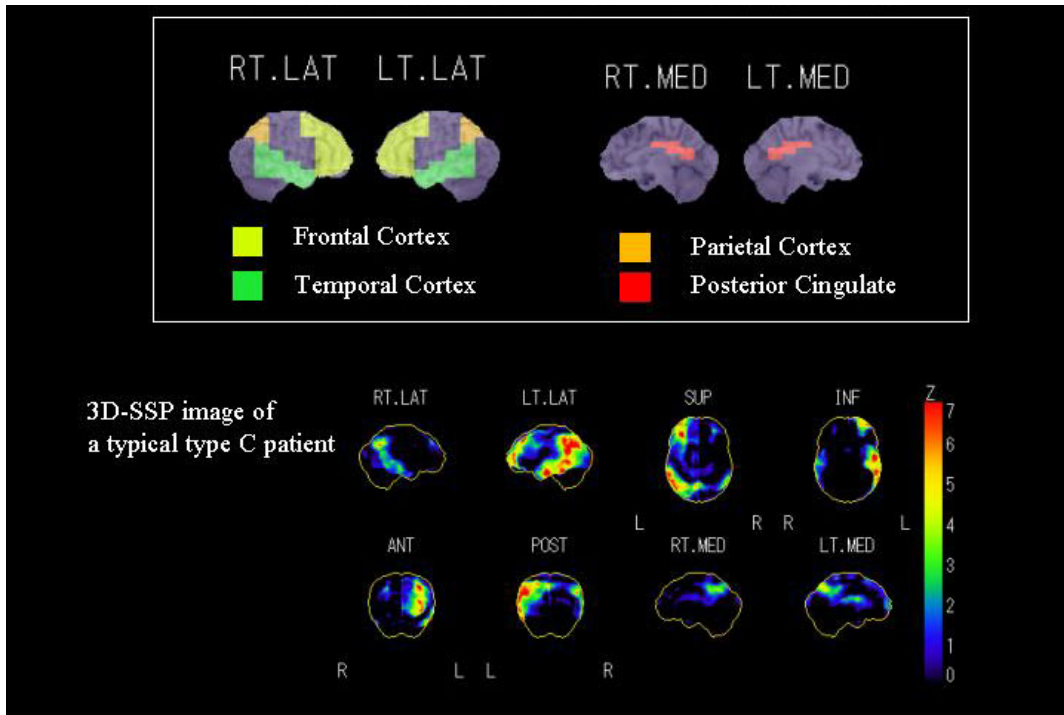 RT.LAT LT.LAT
RT.MED LT.MED
Frontal Cortex
Temporal Cortex
Parietal Cortex
Posterior Cingulate
3D-SSP image of
a typical type C patient
RT.LAT LT.LAT SUP INF
L R R L
ANT POST RT.MED LT.MED
R L L R
Z
7
6
5
4
3
2
1
0